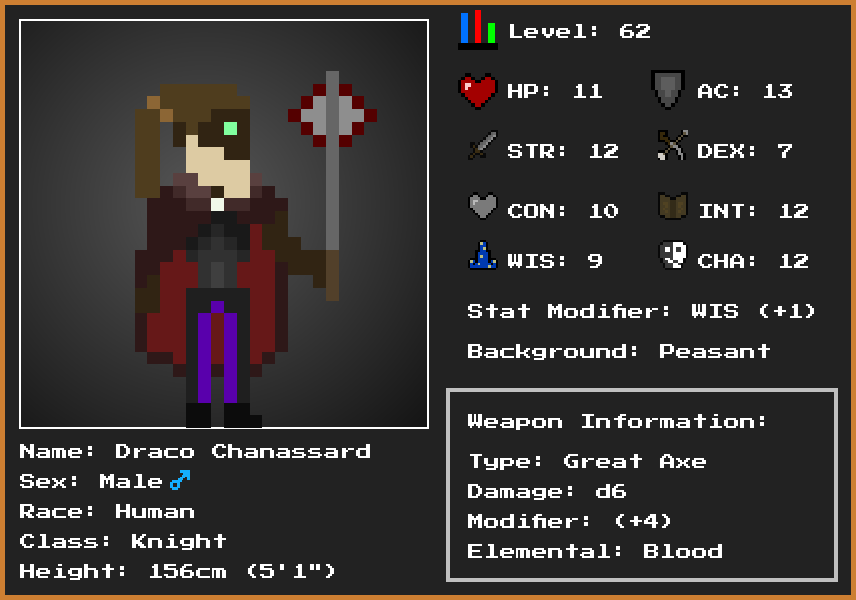 Level: 62
HP: 11
AC: 13
STR: 12
DEX: 7
CON: 10
INT: 12
WIS: 9
CHA: 12
Stat Modifier: WIS (+1)
Background: Peasant
Weapon Information:
Type: Great Axe
Damage: d6
Modifier: (+4)
Elemental: Blood
Name: Draco Chanassard
Sex: Male ♂
Race: Human
Class: Knight
Height: 156cm (5'1")